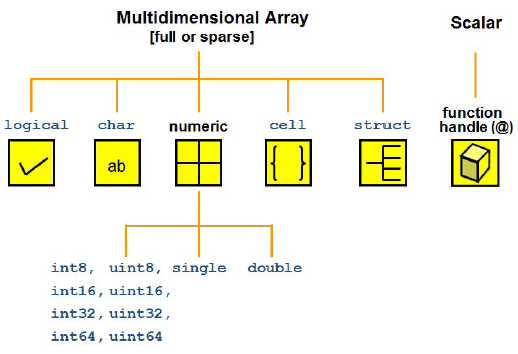 Multidimensional Array
[full or sparse]
Scalar
logical char numeric cell struct function
handle (@)
ab
{ }
int8, uint8, single double
int16, uint16,
int32, uint32,
int64, uint64